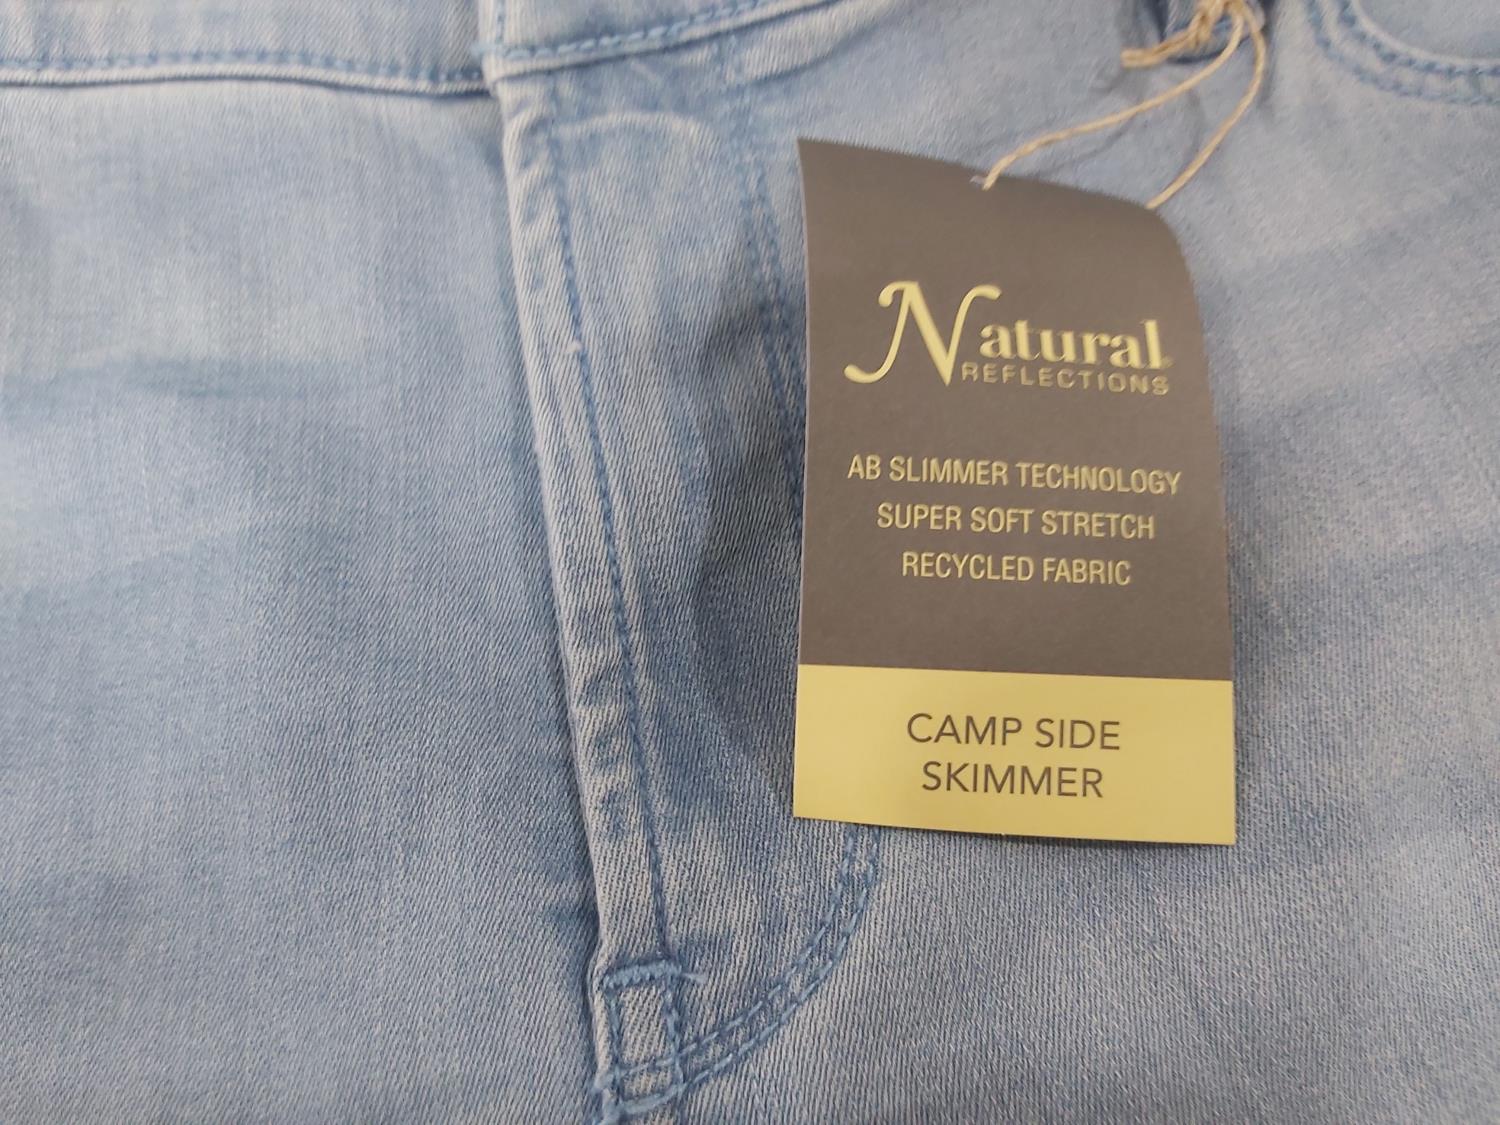 Natural
REFLECTIONS
AB SLIMMER TECHNOLOGY
SUPER SOFT STRETCH
RECYCLED FABRIC
CAMP SIDE
SKIMMER